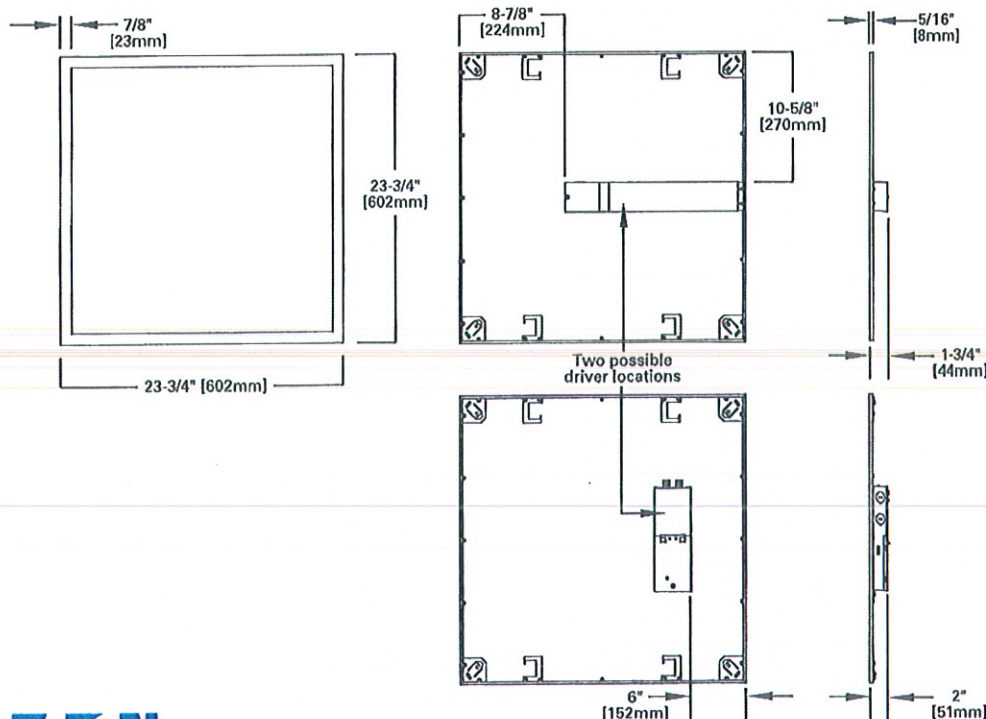 7/8"
[23mm]
8-7/8"
[224mm]
5/16"
[8mm]
10-5/8"
[270mm]
23-3/4"
[602mm]
Two possible
driver locations
1-3/4"
[44mm]
23-3/4" [602mm]
6"
[152mm]
2"
[51mm]